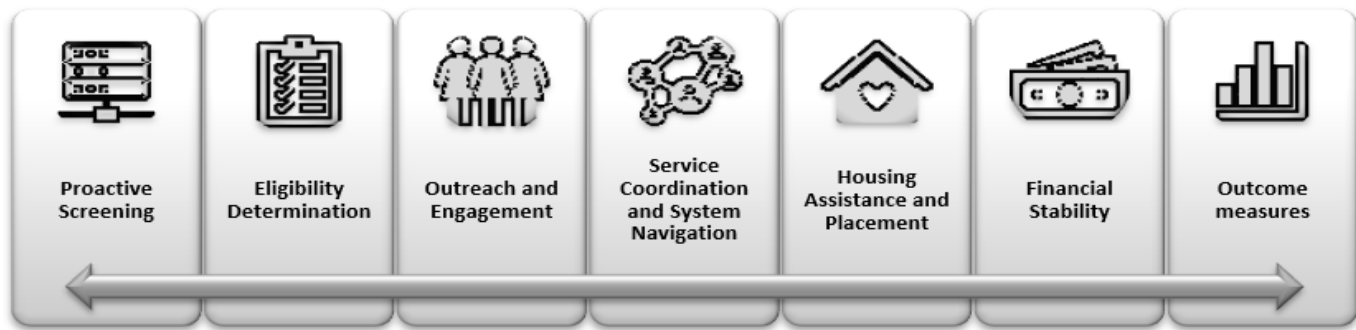 Proactive
Screening
Eligibility
Determination
Outreach and
Engagement
Service
Coordination
and System
Navigation
Housing
Assistance and
Placement
Financial
Stability
Outcome
measures